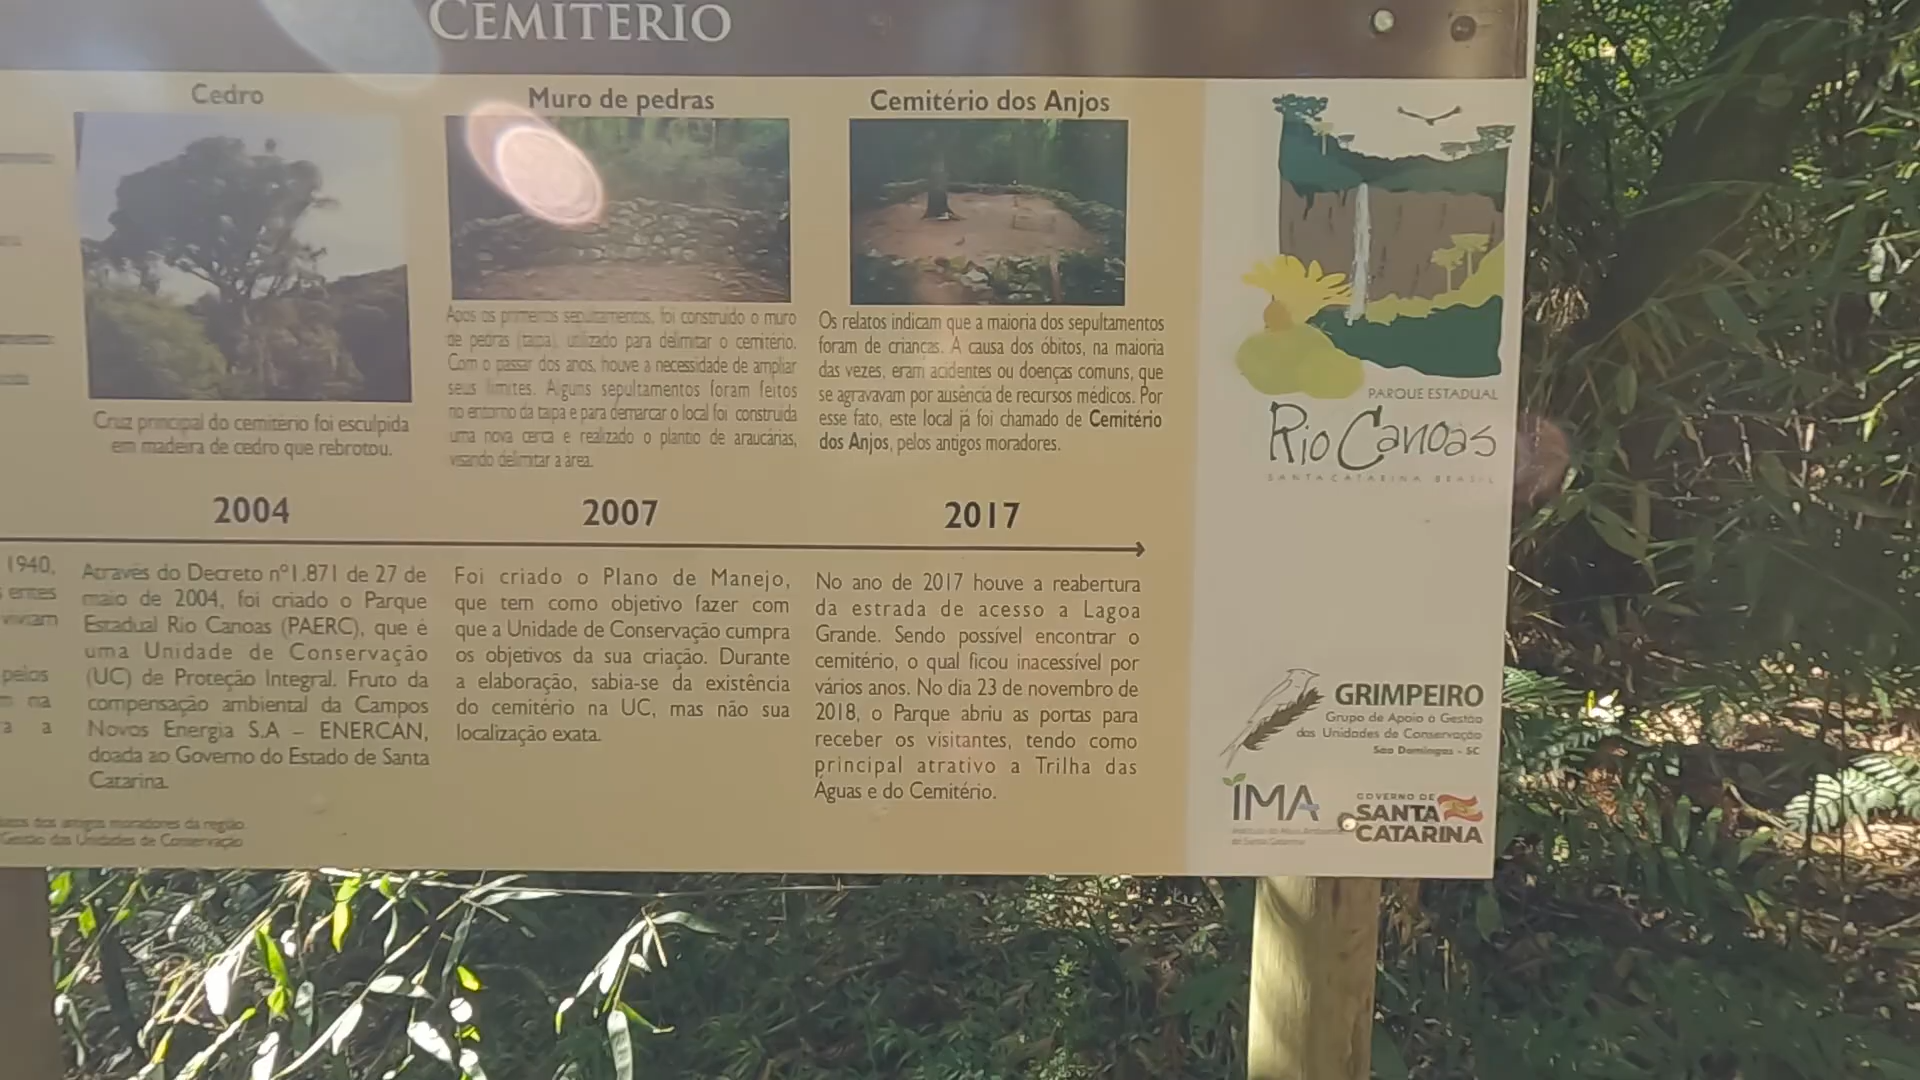 CEMITÉRIO
Cedro
Cruz principal do cemitério foi esculpida
em madeira de cedro que rebrotou.
Muro de pedras
Após os primeiros sepultamentos, foi construído o muro
de pedras (taipa), utilizado para delimitar o cemitério.
Com o passar dos anos, houve a necessidade de ampliar
seus limites. Alguns sepultamentos foram feitos
no entorno da taipa e para demarcar o local foi construída
uma nova cerca e realizado o plantio de araucárias,
visando delimitar a área.
Cemitério dos Anjos
Os relatos indicam que a maioria dos sepultamentos
foram de crianças. A causa dos óbitos, na maioria
das vezes, eram acidentes ou doenças comuns, que
se agravavam por ausência de recursos médicos. Por
esse fato, este local já foi chamado de Cemitério
dos Anjos, pelos antigos moradores.
1940,
entes
viviam
pelos
na
a a
2004
Através do Decreto nº1.871 de 27 de
maio de 2004, foi criado o Parque
Estadual Rio Canoas (PAERC), que é
uma Unidade de Conservação
(UC) de Proteção Integral. Fruto da
compensação ambiental da Campos
Novos Energia S.A – ENERCAN,
doada ao Governo do Estado de Santa
Catarina.
2007
Foi criado o Plano de Manejo,
que tem como objetivo fazer com
que a Unidade de Conservação cumpra
os objetivos da sua criação. Durante
a elaboração, sabia-se da existência
do cemitério na UC, mas não sua
localização exata.
2017
No ano de 2017 houve a reabertura
da estrada de acesso a Lagoa
Grande. Sendo possível encontrar o
cemitério, o qual ficou inacessível por
vários anos. No dia 23 de novembro de
2018, o Parque abriu as portas para
receber os visitantes, tendo como
principal atrativo a Trilha das
Águas e do Cemitério.
dos antigos moradores da região
Gestão das Unidades de Conservação
PARQUE ESTADUAL
Rio Canoas
SANTA CATARINA BRASIL
GRIMPEIRO
Grupo de Apoio à Gestão
das Unidades de Conservação
São Domingos - SC
IMA
Instituto do Meio Ambiente
de Santa Catarina
GOVERNO DE
SANTA
CATARINA